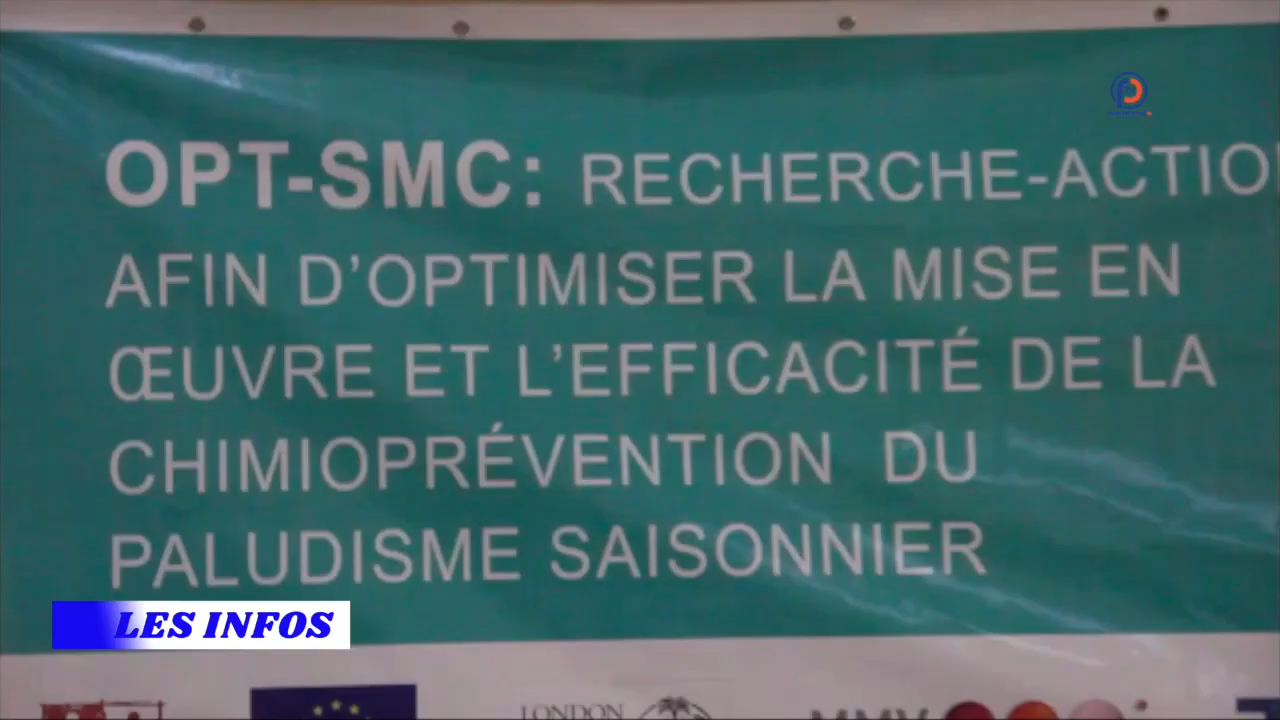 OPT-SMC: RECHERCHE-ACTIO
AFIN D'OPTIMISER LA MISE EN
ŒUVRE ET L'EFFICACITÉ DE LA
CHIMIOPRÉVENTION DU
PALUDISME SAISONNIER
LES INFOS
LONDON